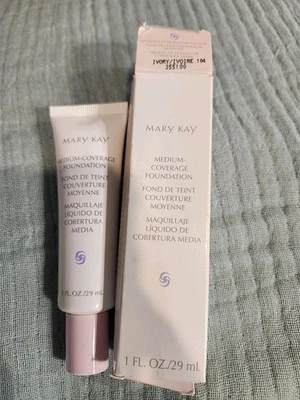 IVORY/IVOIRE 104
355100
MARY KAY
MEDIUM-
COVERAGE
FOUNDATION
FOND DE TEINT
COUVERTURE
MOYENNE
MAQUILLAJE
LÍQUIDO DE
COBERTURA MEDIA
1 FL. OZ./29 mL
MARY KAY
MEDIUM-COVERAGE
FOUNDATION
FOND DE TEINT
COUVERTURE
MOYENNE
MAQUILLAJE
LÍQUIDO DE
COBERTURA
MEDIA
1 FL. OZ./29 mL